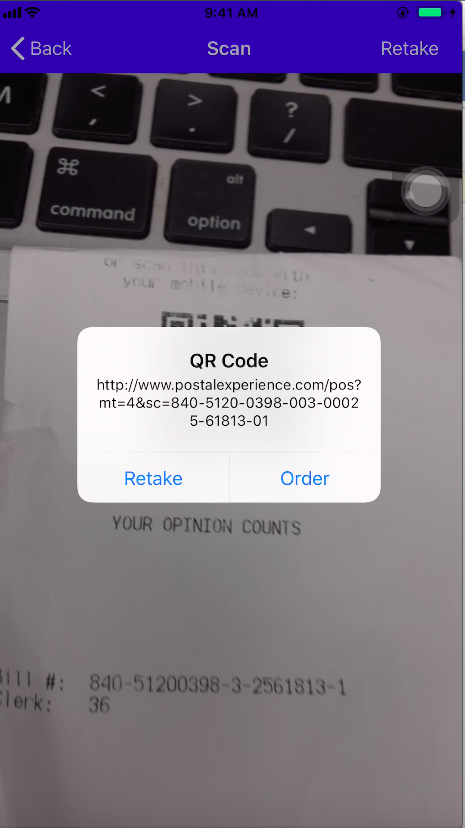 9:41 AM
Back Scan Retake
M < , > . ? /
⌘ alt
command option
or scan this code with
your mobile device:
QR Code
http://www.postalexperience.com/pos?
mt=4&sc=840-5120-0398-003-0002
5-61813-01
Retake Order
YOUR OPINION COUNTS
Bill #: 840-51200398-3-2561813-1
Clerk: 36